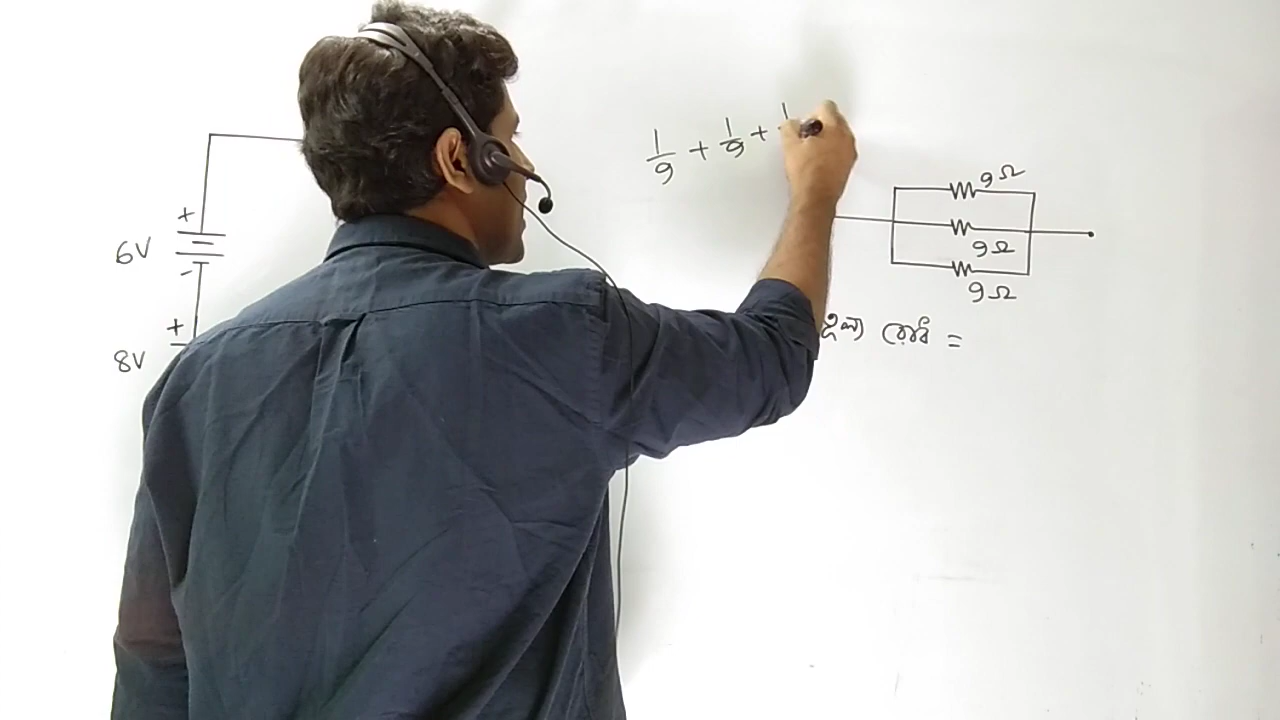 1/9 + 1/9 + 1
+
6V
-
+
8V
9Ω
9Ω
9Ω
তুল্য রোধ =